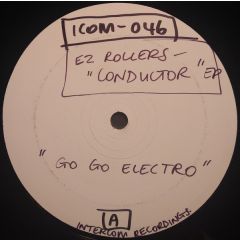 ICOM-046
EZ ROLLERS -
"CONDUCTOR" EP
"GO GO ELECTRO"
A
INTERCOM RECORDINGS.